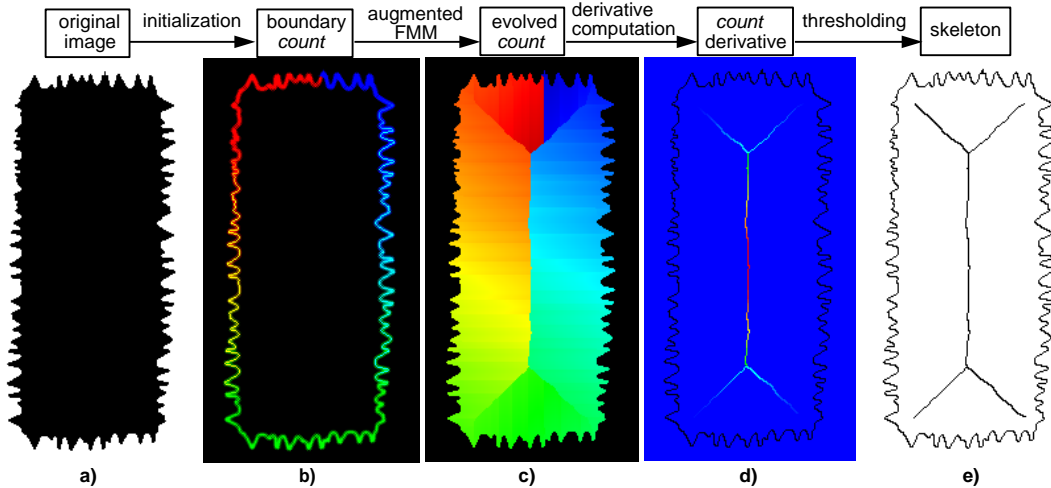 original
image
initialization
boundary
count
augmented
FMM
evolved
count
derivative
computation
count
derivative
thresholding
skeleton
a)
b)
c)
d)
e)